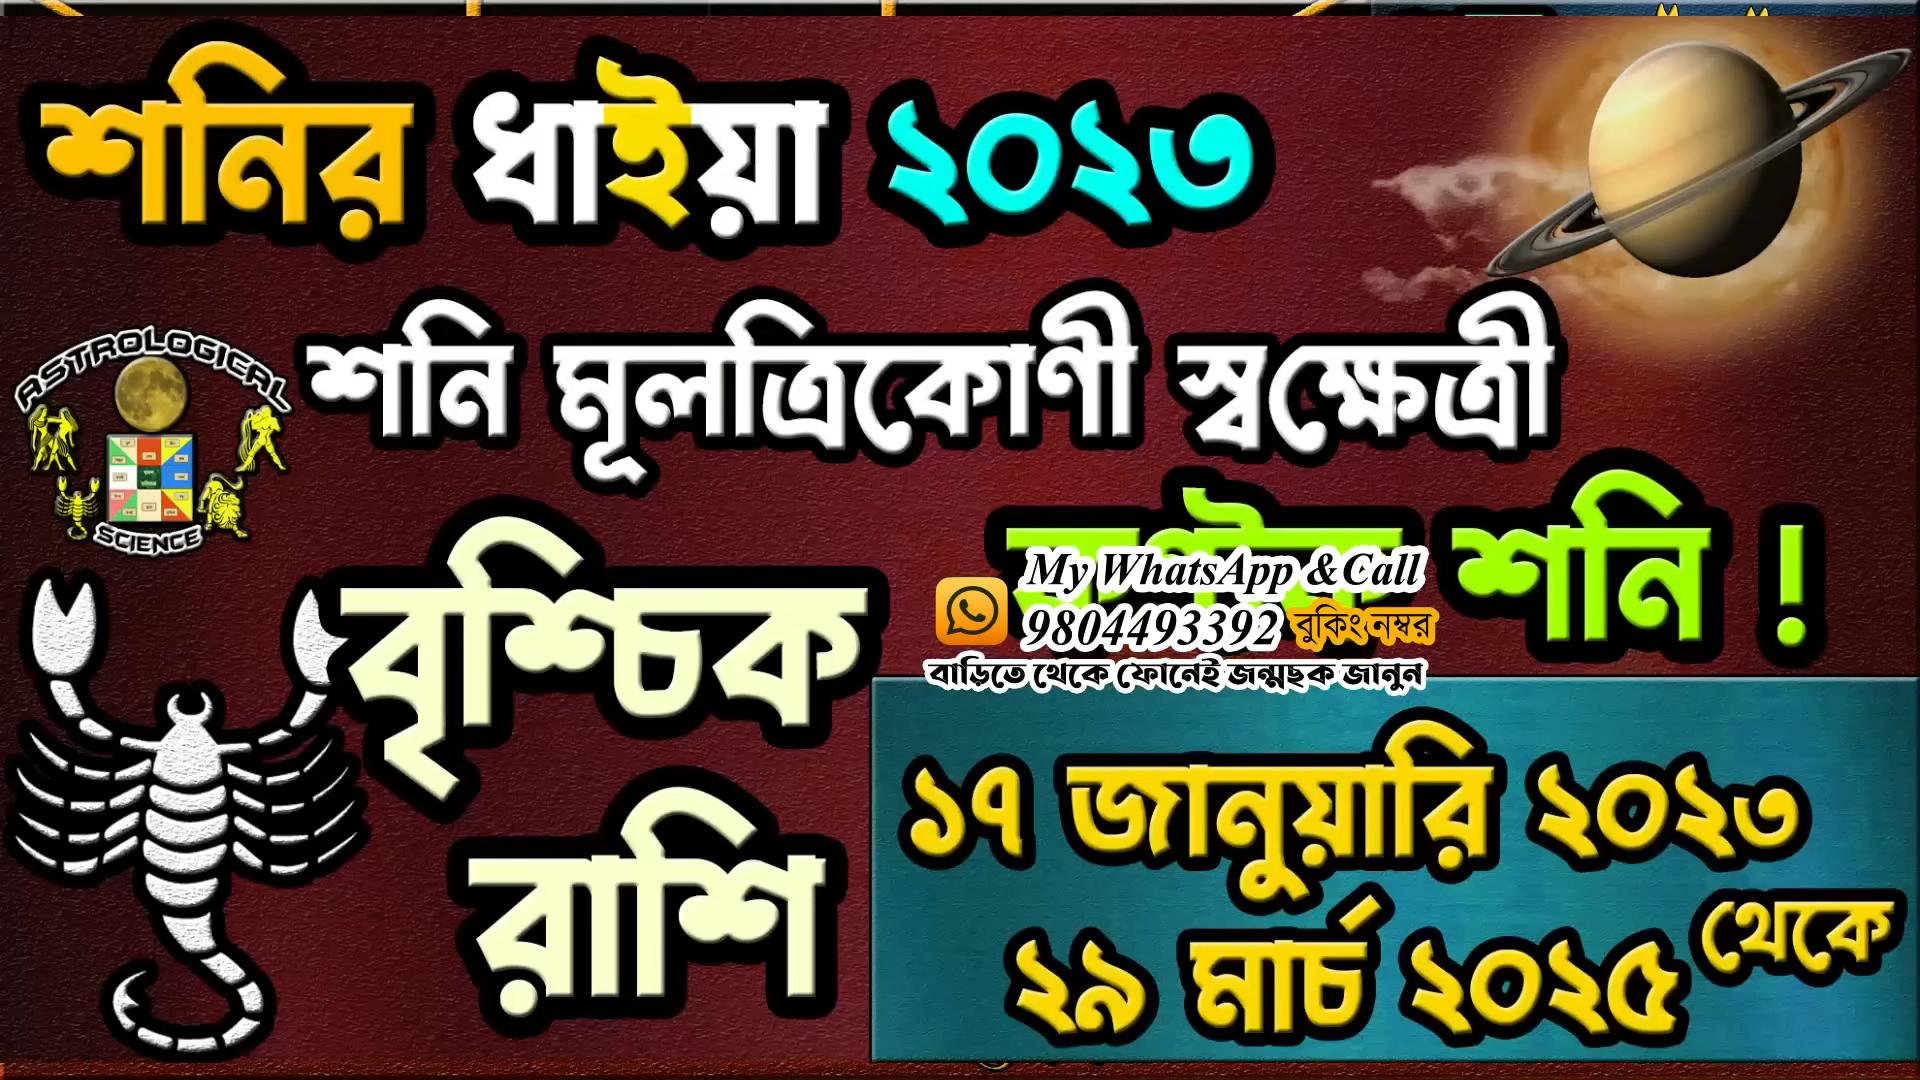 শনির ধাইয়া ২০২৩
ASTROLOGICAL
শনি মূলত্রিকোণী স্বক্ষেত্রী
SCIENCE
শনি !
My WhatsApp & Call
9804493392 বুকিং নম্বর
বাড়িতে থেকে ফোনেই জন্মছক জানুন
বৃশ্চিক
রাশি
১৭ জানুয়ারি ২০২৩
থেকে
২৯ মার্চ ২০২৫